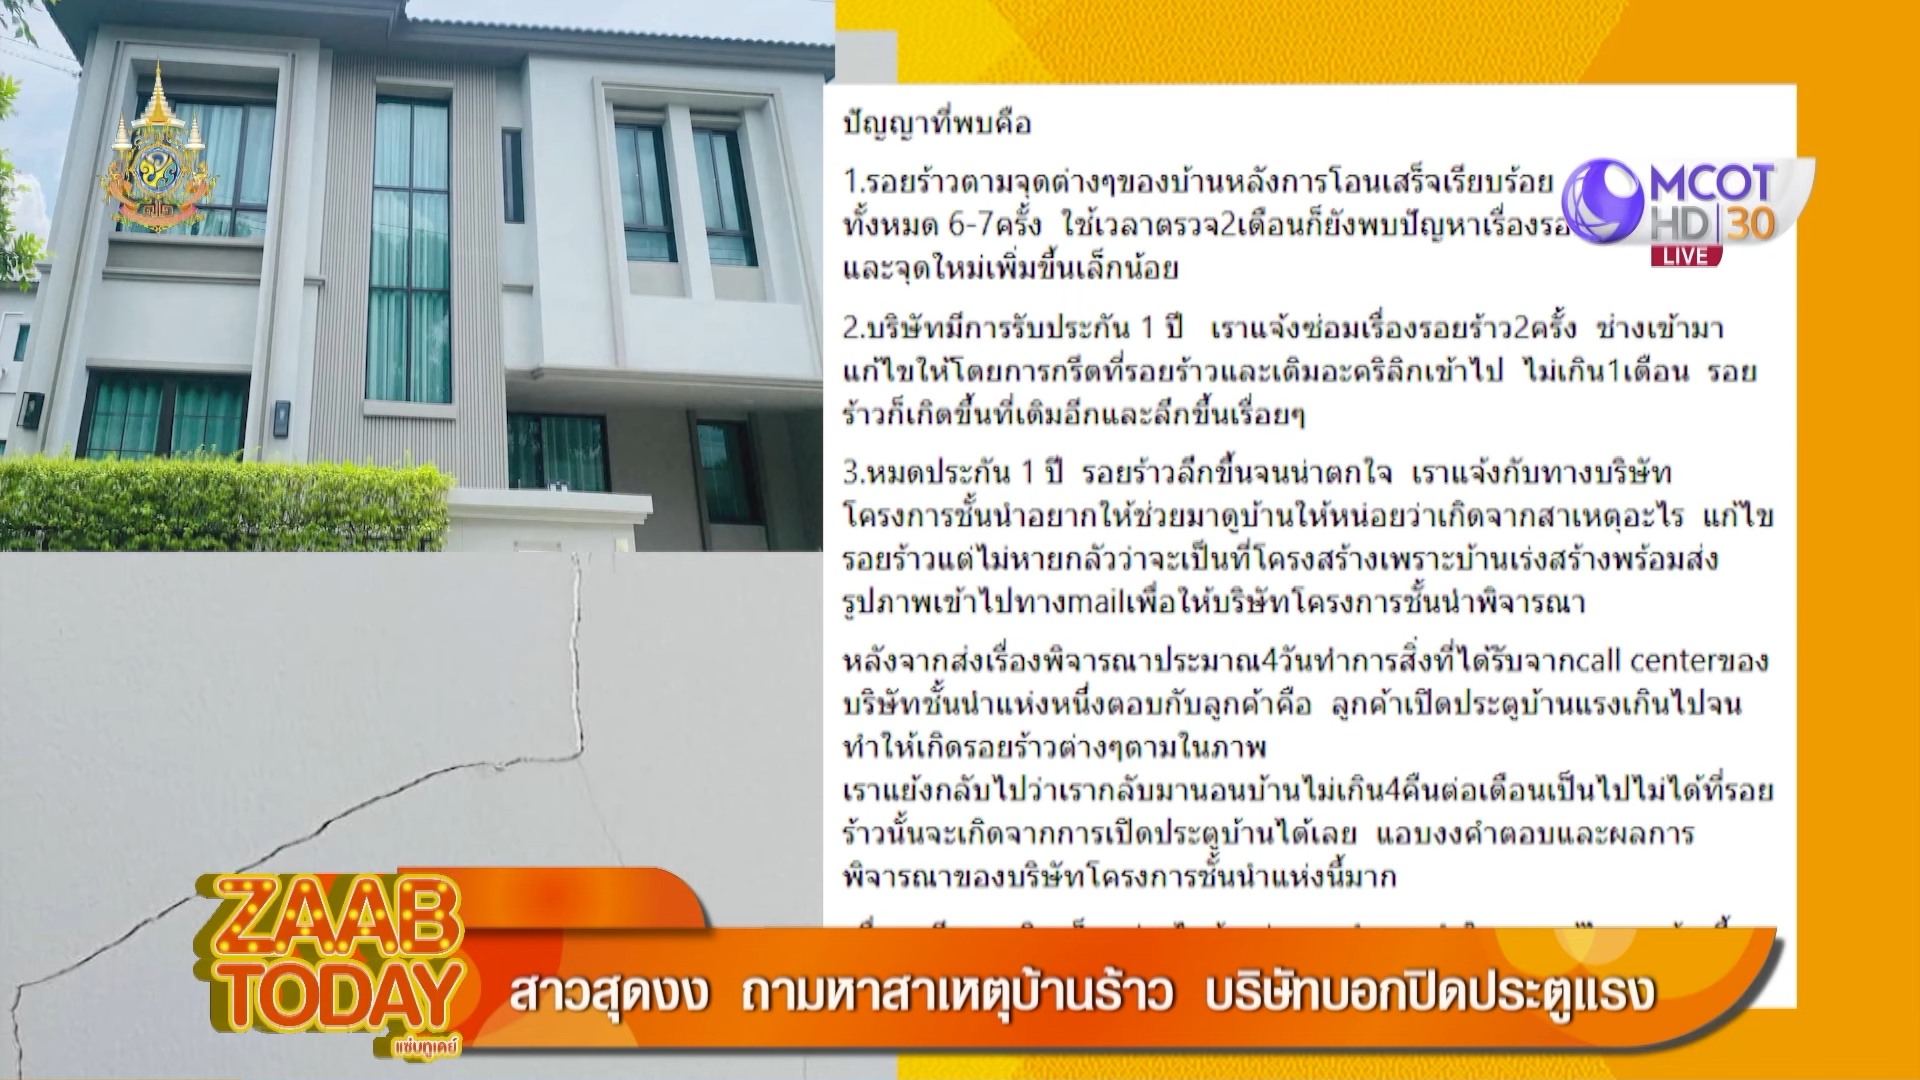 ปัญญาที่พบคือ
1.รอยร้าวตามจุดต่างๆของบ้านหลังการโอนเสร็จเรียบร้อย
ทั้งหมด 6-7ครั้ง ใช้เวลาตรวจ2เดือนก็ยังพบปัญหาเรื่อง
และจุดใหม่เพิ่มขึ้นเล็กน้อย
2.บริษัทมีการรับประกัน 1 ปี เราแจ้งซ่อมเรื่องรอยร้าว2ครั้ง ช่างเข้ามา
แก้ไขให้โดยการกรีดที่รอยร้าวและเติมอะคริลิกเข้าไป ไม่เกิน1เดือน รอย
ร้าวก็เกิดขึ้นที่เดิมอีกและลึกขึ้นเรื่อยๆ
3.หมดประกัน 1 ปี รอยร้าวลึกขึ้นจนน่าตกใจ เราแจ้งกับทางบริษัท
โครงการชั้นนำอยากให้ช่วยมาดูบ้านให้หน่อยว่าเกิดจากสาเหตุอะไร แก้ไข
รอยร้าวแต่ไม่หายกลัวว่าจะเป็นที่โครงสร้างเพราะบ้านเร่งสร้างพร้อมส่ง
รูปภาพเข้าไปทางmailเพื่อให้บริษัทโครงการชั้นนำพิจารณา
หลังจากส่งเรื่องพิจารณาประมาณ4วันทำการสิ่งที่ได้รับจากcall centerของ
บริษัทชั้นนำแห่งหนึ่งตอบกับลูกค้าคือ ลูกค้าเปิดประตูบ้านแรงเกินไปจน
ทำให้เกิดรอยร้าวต่างๆตามในภาพ
เราแย้งกลับไปว่าเรากลับมานอนบ้านไม่เกิน4คืนต่อเดือนเป็นไปไม่ได้ที่รอย
ร้าวนั้นจะเกิดจากการเปิดประตูบ้านได้เลย แอบงงคำตอบและผลการ
พิจารณาของบริษัทโครงการชั้นนำแห่งนี้มาก
MCOT
HD 30
LIVE
ZAAB
TODAY
แซ่บทูเดย์
สาวสุดงง ถามหาสาเหตุบ้านร้าว บริษัทบอกปิดประตูแรง